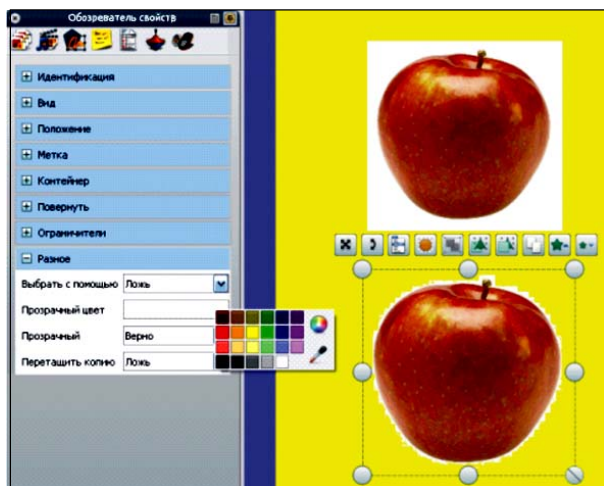 Обозреватель свойств
Идентификация
Вид
Положение
Метка
Контейнер
Повернуть
Ограничители
Разное
Выбрать с помощью Ложь
Прозрачный цвет
Прозрачный Верно
Перетащить копию Ложь